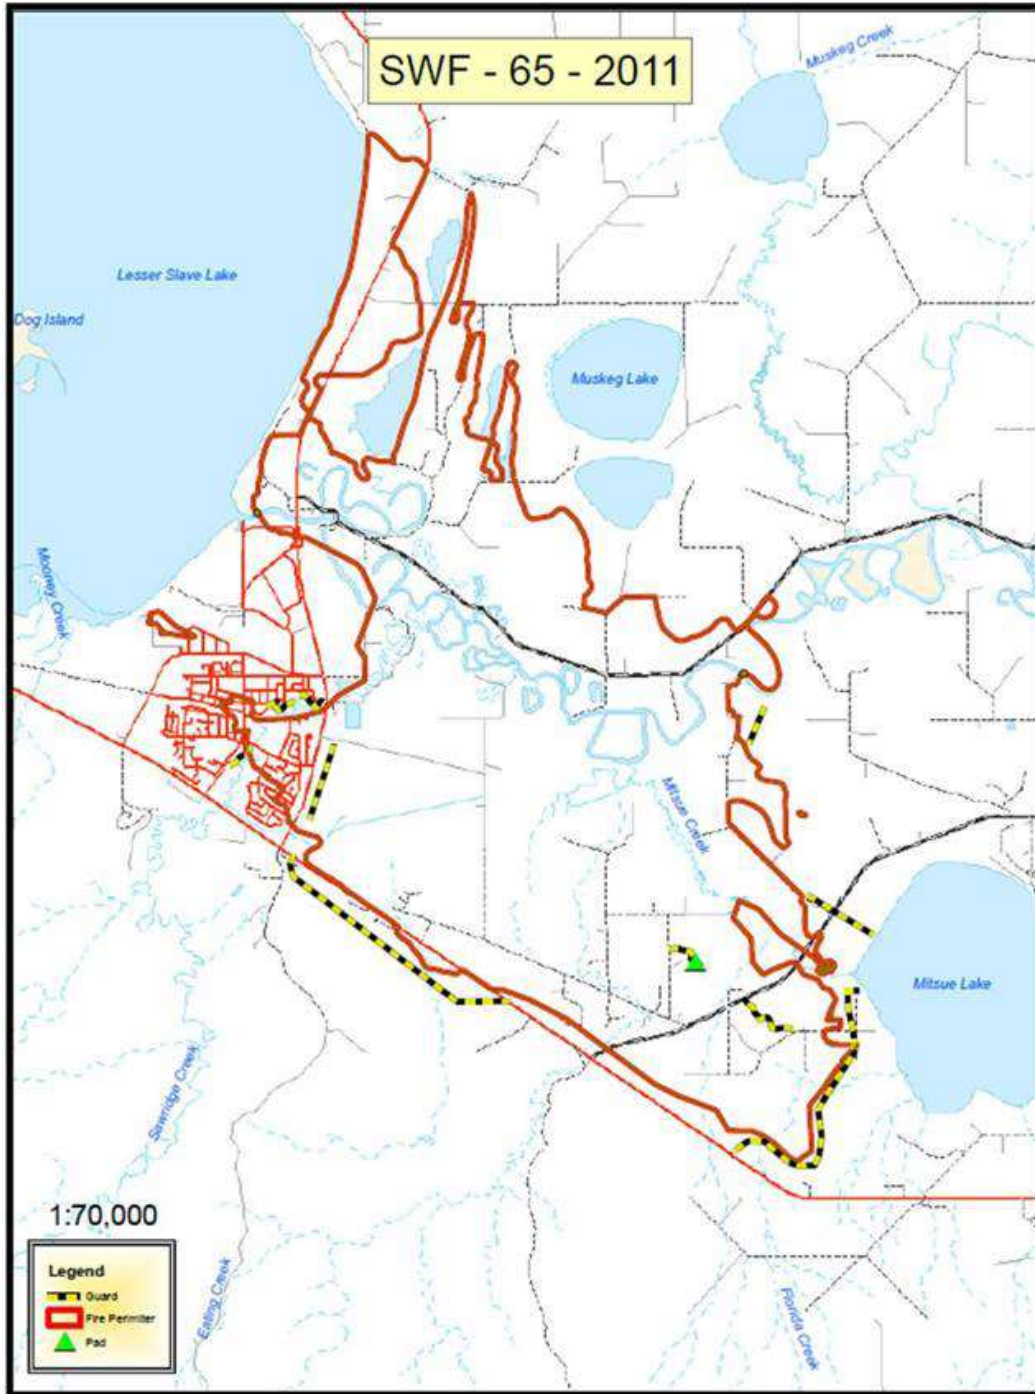 SWF - 65 - 2011
Muskeg Creek
Lesser Slave Lake
Dog Island
Muskeg Lake
Mooney Creek
Mitsue Creek
Mitsue Lake
Sawridge Creek
Eating Creek
Florida Creek
1:70,000
Legend
Guard
Fire Perimiter
Pad